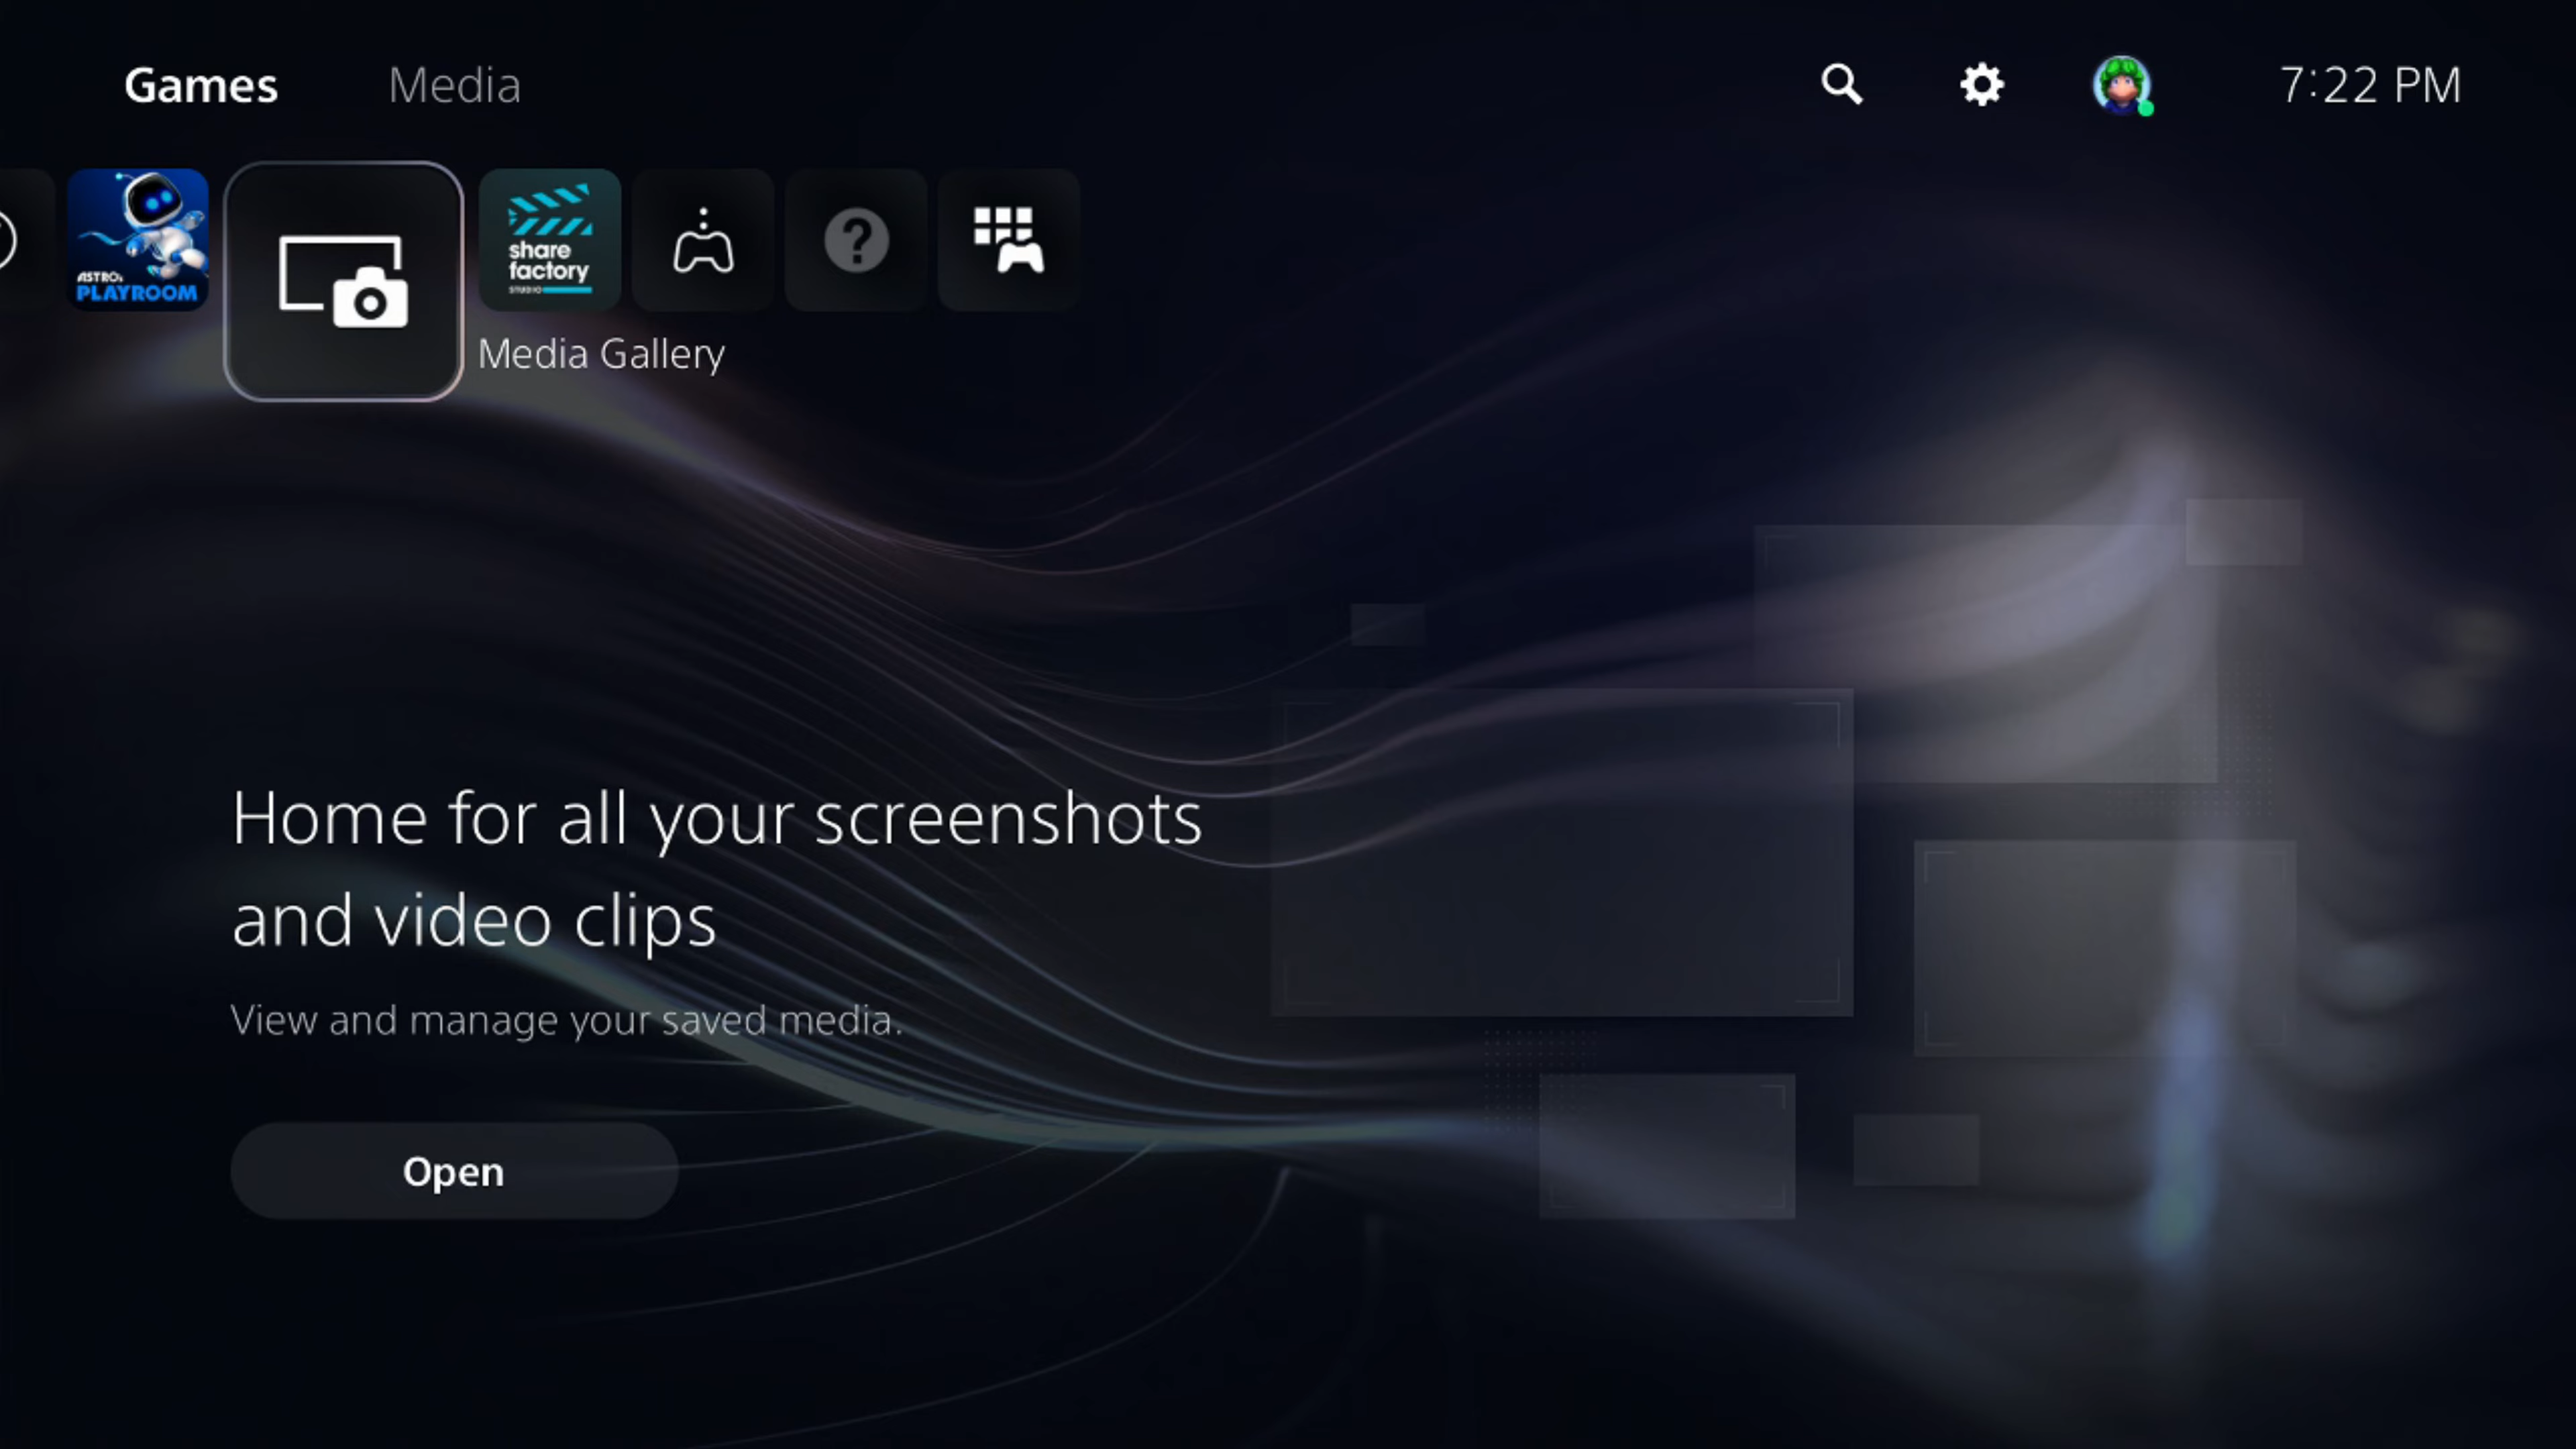 Games Media 7:22 PM
ASTRO's
PLAYROOM
share
factory
STUDIO
Media Gallery
Home for all your screenshots
and video clips
View and manage your saved media.
Open